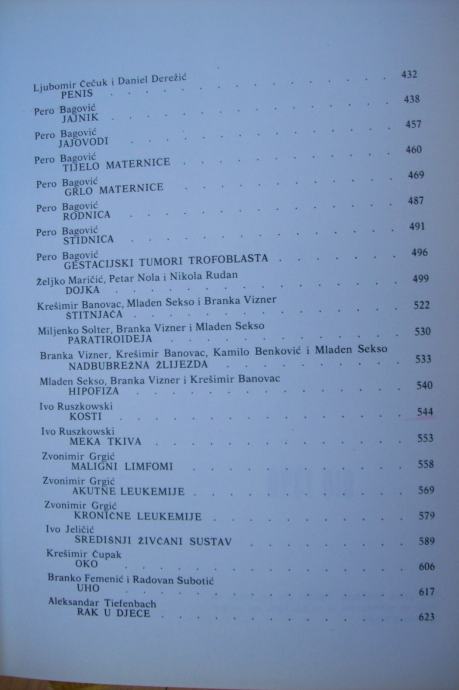 Ljubomir Čečuk i Daniel Derežić
PENIS . . . . . . . . . . . . 432
Pero Bagović
JAJNIK . . . . . . . . . . . . 438
Pero Bagović
JAJOVODI . . . . . . . . . . . . 457
Pero Bagović
TIJELO MATERNICE . . . . . . . . . 460
Pero Bagović
GRLO MATERNICE . . . . . . . . . 469
Pero Bagović
RODNICA . . . . . . . . . . . . 487
Pero Bagović
STIDNICA . . . . . . . . . . . . 491
Pero Bagović
GESTACIJSKI TUMORI TROFOBLASTA . . . . . 496
Željko Maričić, Petar Nola i Nikola Rudan
DOJKA . . . . . . . . . . . . 499
Krešimir Banovac, Mladen Sekso i Branka Vizner
ŠTITNJAČA . . . . . . . . . . . . 522
Miljenko Solter, Branka Vizner i Mladen Sekso
PARATIROIDEJA . . . . . . . . . . 530
Branka Vizner, Krešimir Banovac, Kamilo Benković i Mladen Sekso
NADBUBREŽNA ŽLIJEZDA . . . . . . . . 533
Mladen Sekso, Branka Vizner i Krešimir Banovac
HIPOFIZA . . . . . . . . . . . . 540
Ivo Ruszkowski
KOSTI . . . . . . . . . . . . 544
Ivo Ruszkowski
MEKA TKIVA . . . . . . . . . . . 553
Zvonimir Grgić
MALIGNI LIMFOMI . . . . . . . . . 558
Zvonimir Grgić
AKUTNE LEUKEMIJE . . . . . . . . . 569
Zvonimir Grgić
KRONIČNE LEUKEMIJE . . . . . . . . 579
Ivo Jeličić
SREDIŠNJI ŽIVČANI SUSTAV . . . . . . . 589
Krešimir Čupak
OKO . . . . . . . . . . . . 606
Branko Femenić i Radovan Subotić
UHO . . . . . . . . . . . . 617
Aleksandar Tiefenbach
RAK U DJECE . . . . . . . . . . . 623